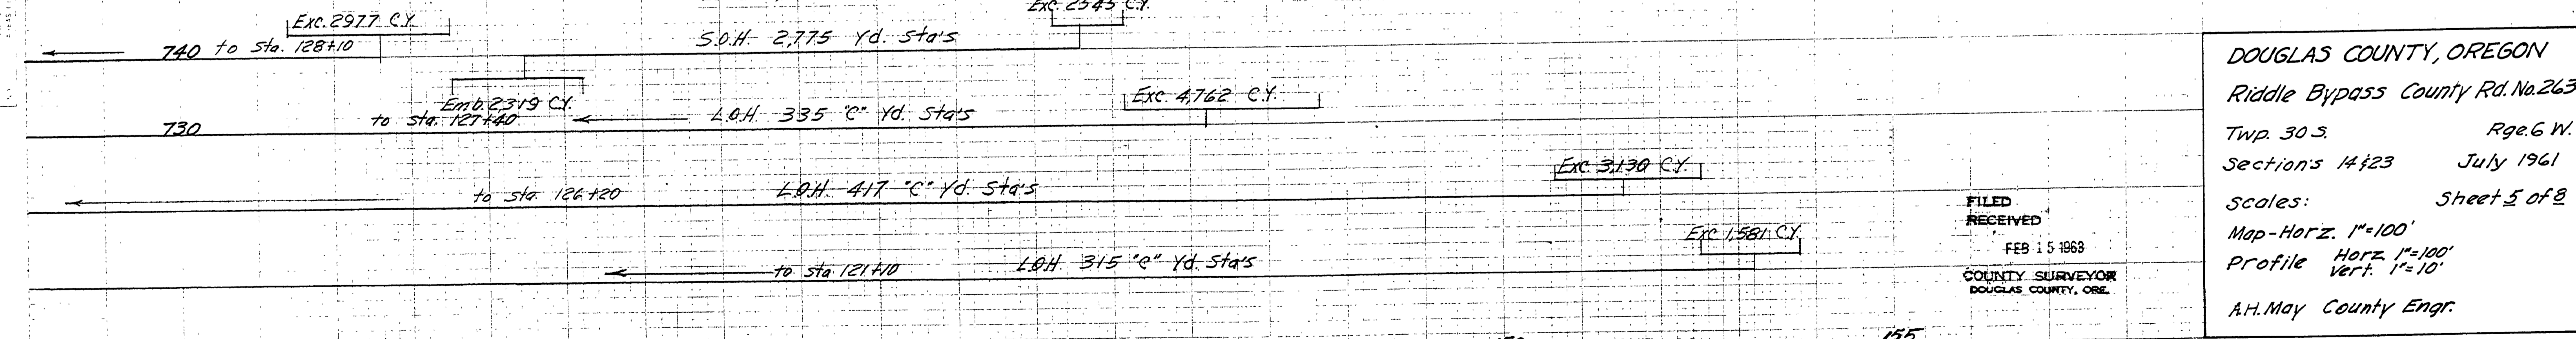 Exc. 2977 C.Y.
Exc. 2545 C.Y.
740 to sta. 128+10
S.O.H. 2,775 Yd. Sta's
Emb. 2319 C.Y.
Exc. 4,762 C.Y.
730 to sta. 127+40 L.O.H. 335 "C" Yd. Sta's
Exc. 3,130 C.Y.
to sta. 126+20 L.O.H. 417 "C" Yd. Sta's
Exc 1,581 C.Y.
to sta 121+10 L.O.H. 315 "C" Yd. Sta's
155
FILED
RECEIVED
FEB 15 1963
COUNTY SURVEYOR
DOUGLAS COUNTY, ORE.
DOUGLAS COUNTY, OREGON
Riddle Bypass County Rd. No. 263
Twp. 30 S. Rge. 6 W.
Section's 14 & 23 July 1961
Scales: Sheet 5 of 8
Map-Horz. 1"=100'
Profile Horz. 1"=100'
Vert. 1"=10'
A.H. May County Engr.